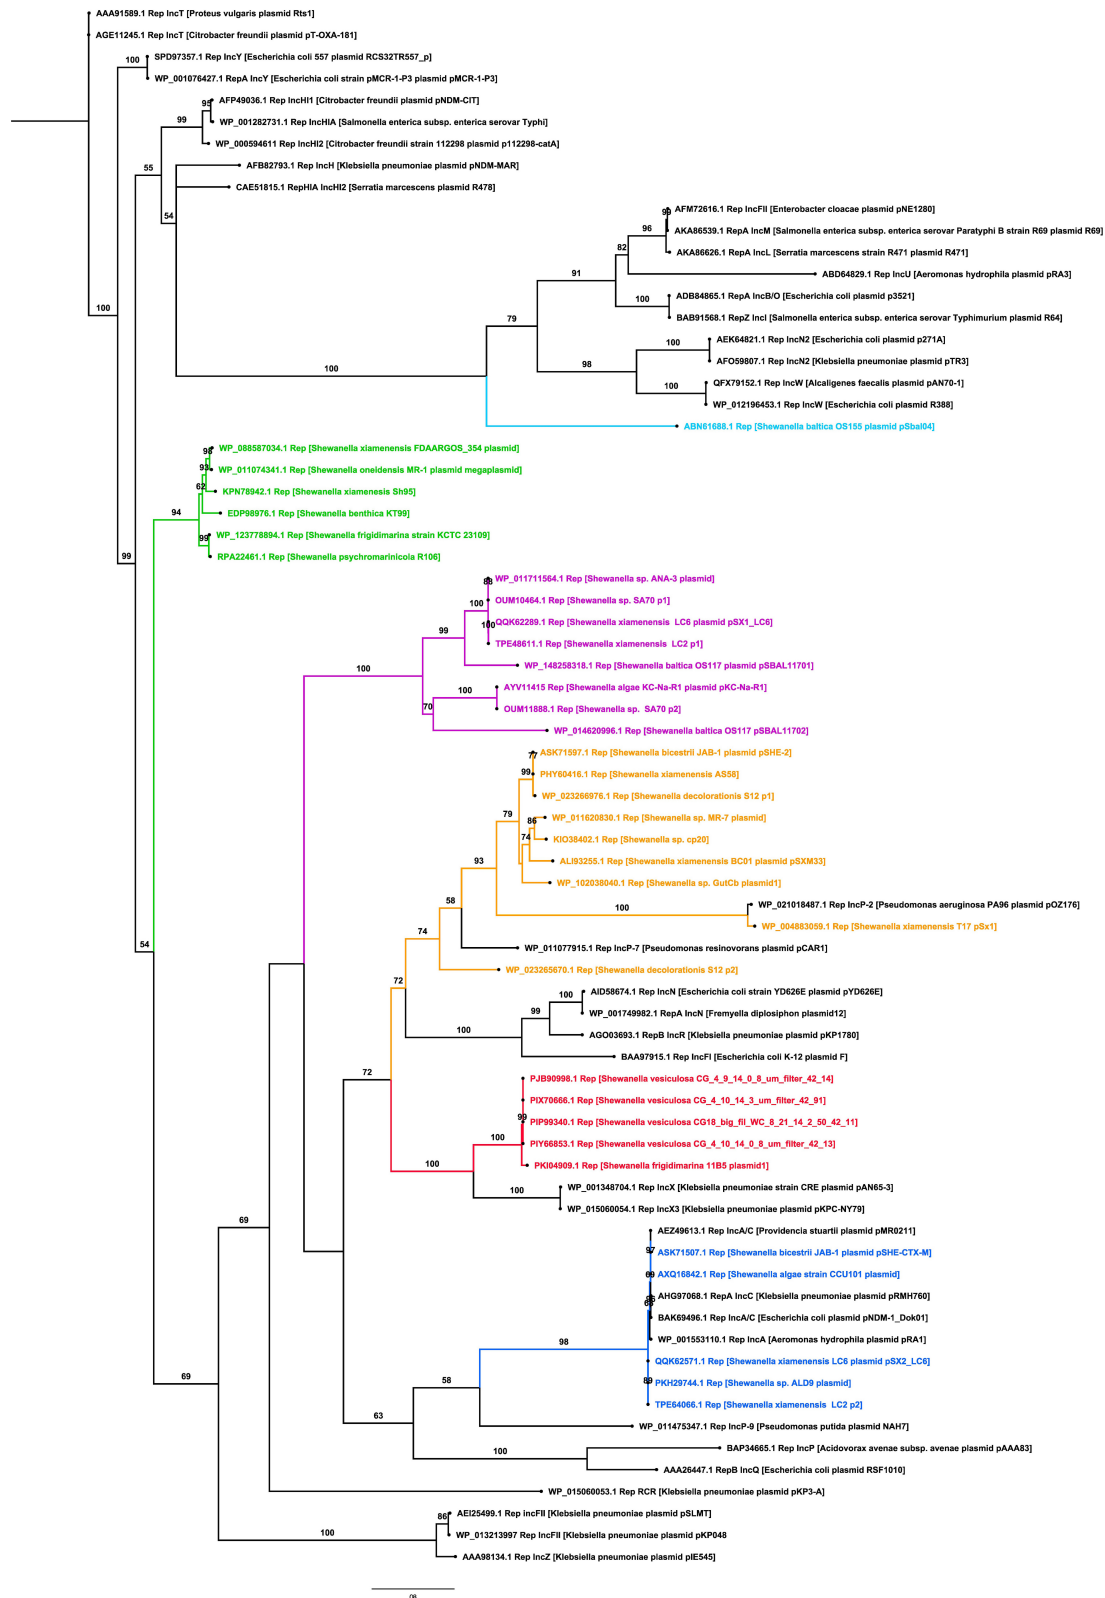 AAA91589.1 Rep IncT [Proteus vulgaris plasmid Rts1]
AGE11245.1 Rep IncT [Citrobacter freundii plasmid pT-OXA-181]
100
SPD97357.1 Rep IncY [Escherichia coli 557 plasmid RCS32TR557_p]
WP_001076427.1 RepA IncY [Escherichia coli strain pMCR-1-P3 plasmid pMCR-1-P3]
95
AFP49036.1 Rep IncHI1 [Citrobacter freundii plasmid pNDM-CIT]
99
WP_001282731.1 Rep IncHIA [Salmonella enterica subsp. enterica serovar Typhi]
WP_000594611 Rep IncHI2 [Citrobacter freundii strain 112298 plasmid p112298-catA]
55
AFB82793.1 Rep IncH [Klebsiella pneumoniae plasmid pNDM-MAR]
CAE51815.1 RepHIA IncHI2 [Serratia marcescens plasmid R478]
54
99
AFM72616.1 Rep IncFII [Enterobacter cloacae plasmid pNE1280]
96
AKA86539.1 RepA IncM [Salmonella enterica subsp. enterica serovar Paratyphi B strain R69 plasmid R69]
82
AKA86626.1 RepA IncL [Serratia marcescens strain R471 plasmid R471]
91
ABD64829.1 Rep IncU [Aeromonas hydrophila plasmid pRA3]
100
ADB84865.1 RepA IncB/O [Escherichia coli plasmid p3521]
BAB91568.1 RepZ IncI [Salmonella enterica subsp. enterica serovar Typhimurium plasmid R64]
100
79
100
AEK64821.1 Rep IncN2 [Escherichia coli plasmid p271A]
AFO59807.1 Rep IncN2 [Klebsiella pneumoniae plasmid pTR3]
98
100
100
QFX79152.1 Rep IncW [Alcaligenes faecalis plasmid pAN70-1]
WP_012196453.1 Rep IncW [Escherichia coli plasmid R388]
ABN61688.1 Rep [Shewanella baltica OS155 plasmid pSbal04]
98
WP_088587034.1 Rep [Shewanella xiamenensis FDAARGOS_354 plasmid]
93
WP_011074341.1 Rep [Shewanella oneidensis MR-1 plasmid megaplasmid]
62
KPN78942.1 Rep [Shewanella xiamenesis Sh95]
94
EDP98976.1 Rep [Shewanella benthica KT99]
99
WP_123778894.1 Rep [Shewanella frigidimarina strain KCTC 23109]
99
RPA22461.1 Rep [Shewanella psychromarinicola R106]
88
WP_011711564.1 Rep [Shewanella sp. ANA-3 plasmid]
100
OUM10464.1 Rep [Shewanella sp. SA70 p1]
100
QQK62289.1 Rep [Shewanella xiamenensis LC6 plasmid pSX1_LC6]
99
TPE48611.1 Rep [Shewanella xiamenensis LC2 p1]
WP_148258318.1 Rep [Shewanella baltica OS117 plasmid pSBAL11701]
100
100
AYV11415 Rep [Shewanella algae KC-Na-R1 plasmid pKC-Na-R1]
70
OUM11888.1 Rep [Shewanella sp. SA70 p2]
WP_014620996.1 Rep [Shewanella baltica OS117 pSBAL11702]
77
ASK71597.1 Rep [Shewanella bicestrii JAB-1 plasmid pSHE-2]
99
PHY60416.1 Rep [Shewanella xiamenensis AS58]
WP_023266976.1 Rep [Shewanella decolorationis S12 p1]
79
86
WP_011620830.1 Rep [Shewanella sp. MR-7 plasmid]
74
KIO38402.1 Rep [Shewanella sp. cp20]
93
ALI93255.1 Rep [Shewanella xiamenensis BC01 plasmid pSXM33]
WP_102038040.1 Rep [Shewanella sp. GutCb plasmid1]
58
100
WP_021018487.1 Rep IncP-2 [Pseudomonas aeruginosa PA96 plasmid pOZ176]
WP_004883059.1 Rep [Shewanella xiamenensis T17 pSx1]
74
WP_011077915.1 Rep IncP-7 [Pseudomonas resinovorans plasmid pCAR1]
54
WP_023265670.1 Rep [Shewanella decolorationis S12 p2]
72
100
AID58674.1 Rep IncN [Escherichia coli strain YD626E plasmid pYD626E]
99
WP_001749982.1 RepA IncN [Fremyella diplosiphon plasmid12]
100
AGO03693.1 RepB IncR [Klebsiella pneumoniae plasmid pKP1780]
BAA97915.1 Rep IncFI [Escherichia coli K-12 plasmid F]
72
PJB90998.1 Rep [Shewanella vesiculosa CG_4_9_14_0_8_um_filter_42_14]
PIX70666.1 Rep [Shewanella vesiculosa CG_4_10_14_3_um_filter_42_91]
99
PIP99340.1 Rep [Shewanella vesiculosa CG18_big_fil_WC_8_21_14_2_50_42_11]
100
PIY66853.1 Rep [Shewanella vesiculosa CG_4_10_14_0_8_um_filter_42_13]
100
PKI04909.1 Rep [Shewanella frigidimarina 11B5 plasmid1]
100
WP_001348704.1 Rep IncX [Klebsiella pneumoniae strain CRE plasmid pAN65-3]
WP_015060054.1 Rep IncX3 [Klebsiella pneumoniae plasmid pKPC-NY79]
69
AEZ49613.1 Rep IncA/C [Providencia stuartii plasmid pMR0211]
97
ASK71507.1 Rep [Shewanella bicestrii JAB-1 plasmid pSHE-CTX-M]
AXQ16842.1 Rep [Shewanella algae strain CCU101 plasmid]
AHG97068.1 RepA IncC [Klebsiella pneumoniae plasmid pRMH760]
BAK69496.1 Rep IncA/C [Escherichia coli plasmid pNDM-1_Dok01]
98
WP_001553110.1 Rep IncA [Aeromonas hydrophila plasmid pRA1]
QQK62571.1 Rep [Shewanella xiamenensis LC6 plasmid pSX2_LC6]
69
58
89
PKH29744.1 Rep [Shewanella sp. ALD9 plasmid]
TPE64066.1 Rep [Shewanella xiamenensis LC2 p2]
63
WP_011475347.1 Rep IncP-9 [Pseudomonas putida NAH7]
100
BAP34665.1 Rep IncP [Acidovorax avenae subsp. avenae plasmid pAAA83]
AAA26447.1 RepB IncQ [Escherichia coli plasmid RSF1010]
WP_015060053.1 Rep RCR [Klebsiella pneumoniae plasmid pKP3-A]
86
AEI25499.1 Rep incFII [Klebsiella pneumoniae plasmid pSLMT]
100
WP_013213997 Rep IncFII [Klebsiella pneumoniae plasmid pKP048
AAA98134.1 Rep IncZ [Klebsiella pneumoniae plasmid pIE545]